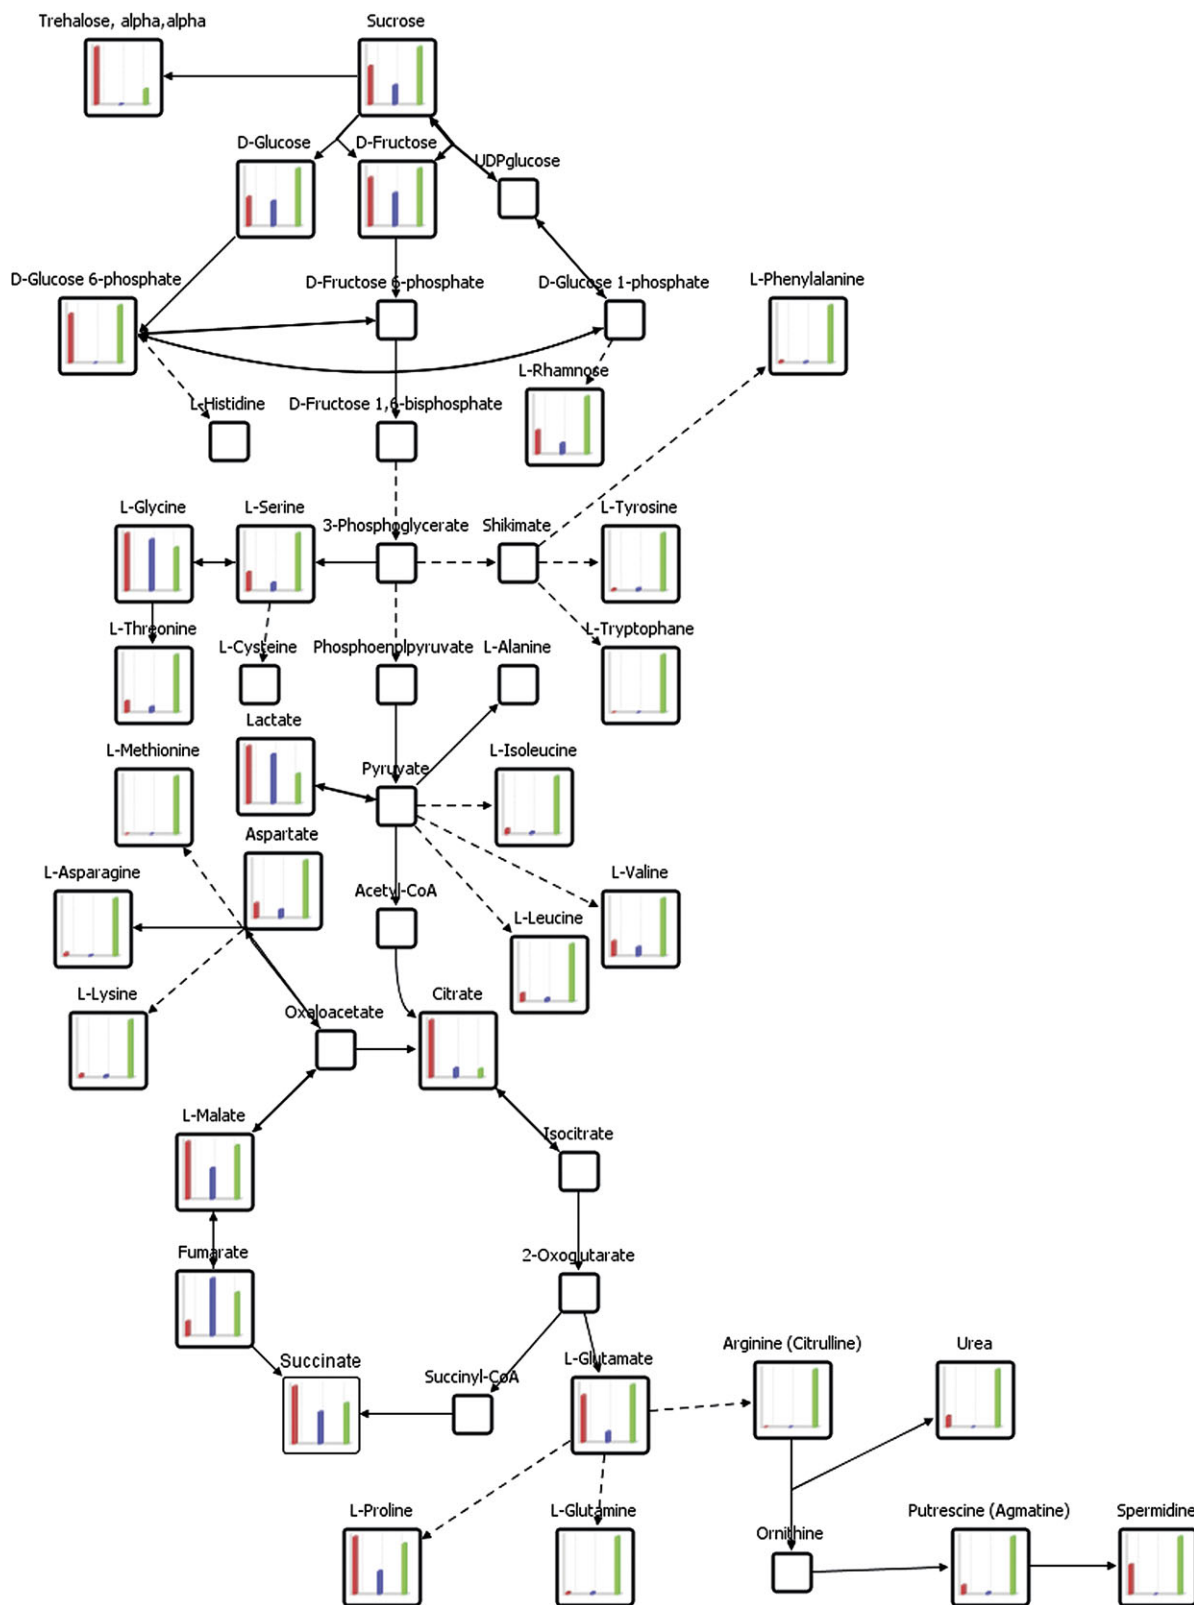 Trehalose, alpha,alpha
Sucrose
D-Glucose
D-Fructose
UDPglucose
D-Glucose 6-phosphate
D-Fructose 6-phosphate
D-Glucose 1-phosphate
L-Phenylalanine
L-Rhamnose
L-Histidine
D-Fructose 1,6-bisphosphate
L-Glycine
L-Serine
3-Phosphoglycerate
Shikimate
L-Tyrosine
L-Threonine
L-Cysteine
Phosphoenolpyruvate
L-Alanine
L-Tryptophane
Lactate
L-Methionine
Pyruvate
L-Isoleucine
Aspartate
L-Asparagine
Acetyl-CoA
L-Valine
L-Leucine
L-Lysine
Oxaloacetate
Citrate
L-Malate
Isocitrate
Fumarate
2-Oxoglutarate
Succinate
Succinyl-CoA
L-Glutamate
Arginine (Citrulline)
Urea
L-Proline
L-Glutamine
Ornithine
Putrescine (Agmatine)
Spermidine